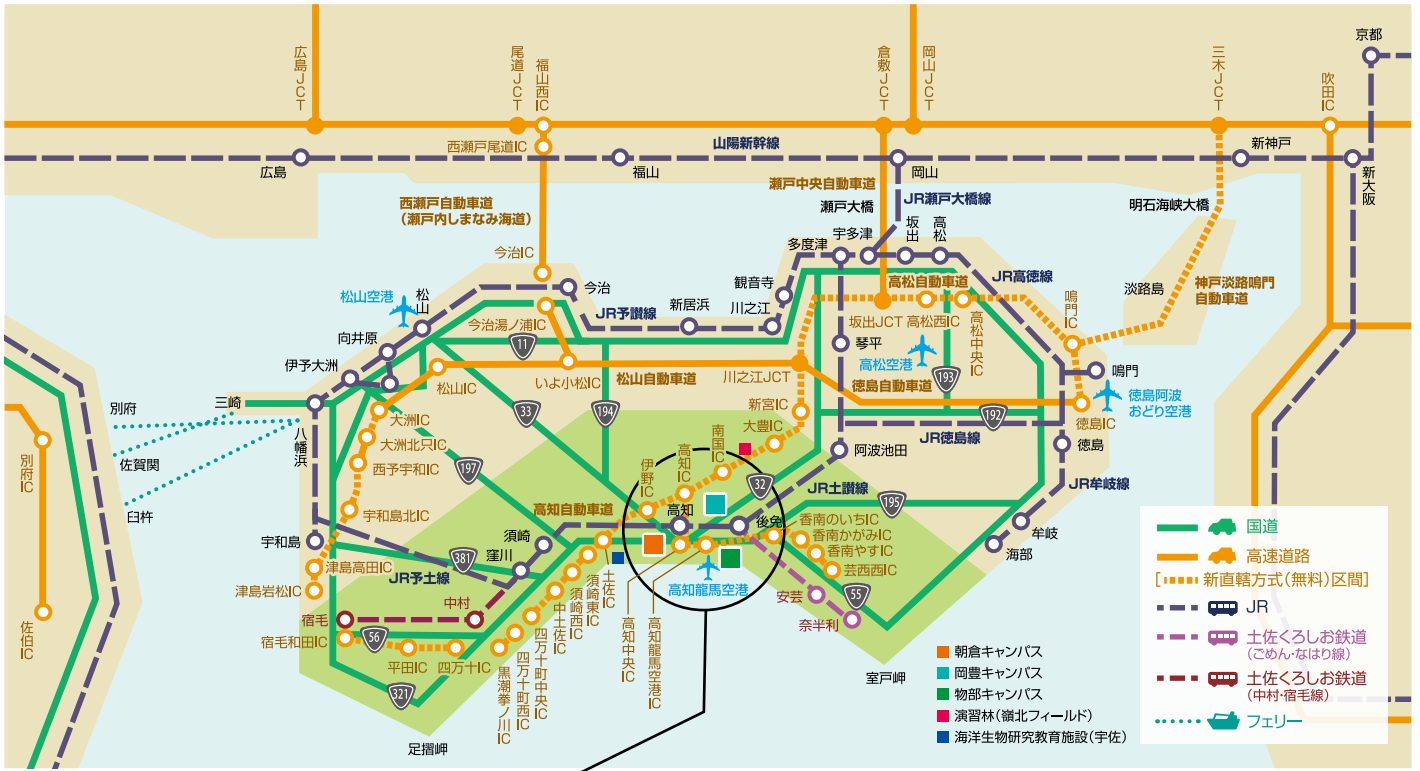 京都
広島JCT
尾道JCT
福山西IC
倉敷JCT
岡山JCT
三木JCT
吹田IC
西瀬戸尾道IC
山陽新幹線
新神戸
広島
福山
岡山
新大阪
瀬戸中央自動車道
JR瀬戸大橋線
西瀬戸自動車道
(瀬戸内しまなみ海道)
瀬戸大橋
明石海峡大橋
宇多津
坂出
高松
多度津
今治IC
JR高徳線
観音寺
高松自動車道
神戸淡路鳴門
自動車道
淡路島
鳴門IC
松山空港
松山
今治
新居浜
川之江
JR予讃線
今治湯ノ浦IC
坂出JCT
高松西IC
高松中央IC
向井原
11
琴平
高松空港
伊予大洲
松山IC
いよ小松IC
松山自動車道
川之江JCT
193
徳島自動車道
鳴門
徳島阿波
おどり空港
三崎
別府
大洲IC
33
194
新宮IC
192
徳島IC
八幡浜
大洲北只IC
大豊IC
南国IC
JR徳島線
徳島
佐賀関
西予宇和IC
197
高知IC
伊野IC
阿波池田
別府IC
32
JR土讃線
JR牟岐線
臼杵
宇和島北IC
高知自動車道
195
高知
後免
香南のいちIC
牟岐
宇和島
須崎
香南かがみIC
海部
381
窪川
香南やすIC
津島高田IC
JR予土線
土佐IC
芸西西IC
津島岩松IC
須崎東IC
須崎西IC
中土佐IC
高知龍馬空港
安芸
55
宿毛
中村
四万十町中央IC
四万十町西IC
黒潮拳ノ川IC
高知中央IC
高知龍馬空港IC
奈半利
佐伯IC
宿毛和田IC
56
平田IC
四万十IC
321
足摺岬
室戸岬
朝倉キャンパス
岡豊キャンパス
物部キャンパス
演習林(嶺北フィールド)
海洋生物研究教育施設(宇佐)
国道
高速道路
[新直轄方式(無料)区間]
JR
土佐くろしお鉄道
(ごめん・なはり線)
土佐くろしお鉄道
(中村・宿毛線)
フェリー